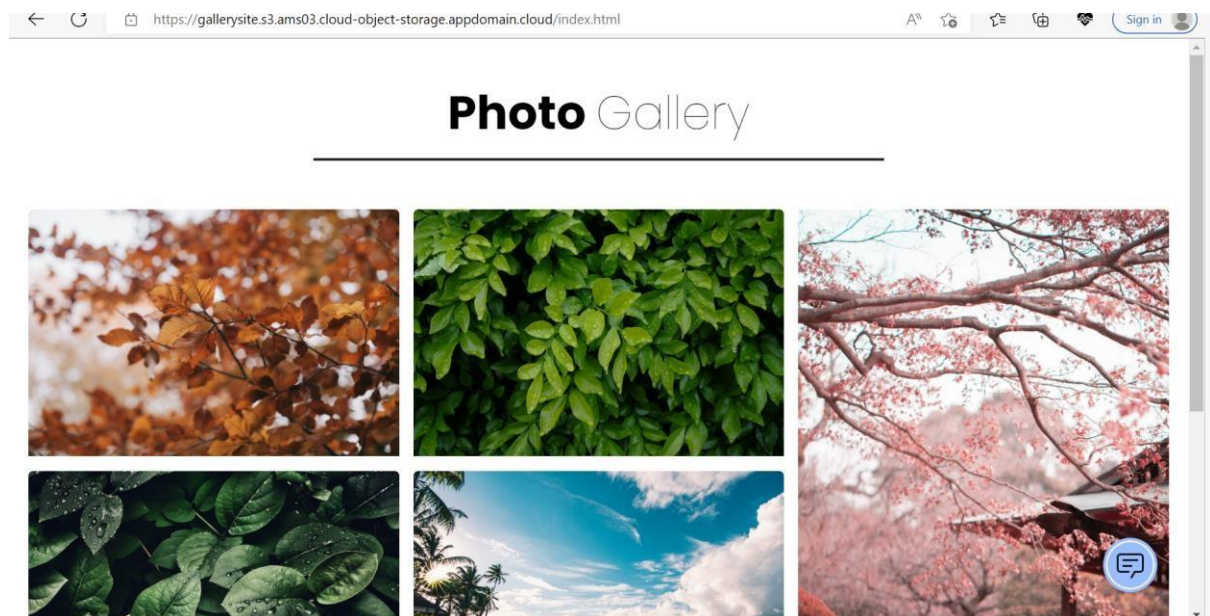 https://gallerysite.s3.ams03.cloud-object-storage.appdomain.cloud/index.html
Sign in
Photo Gallery